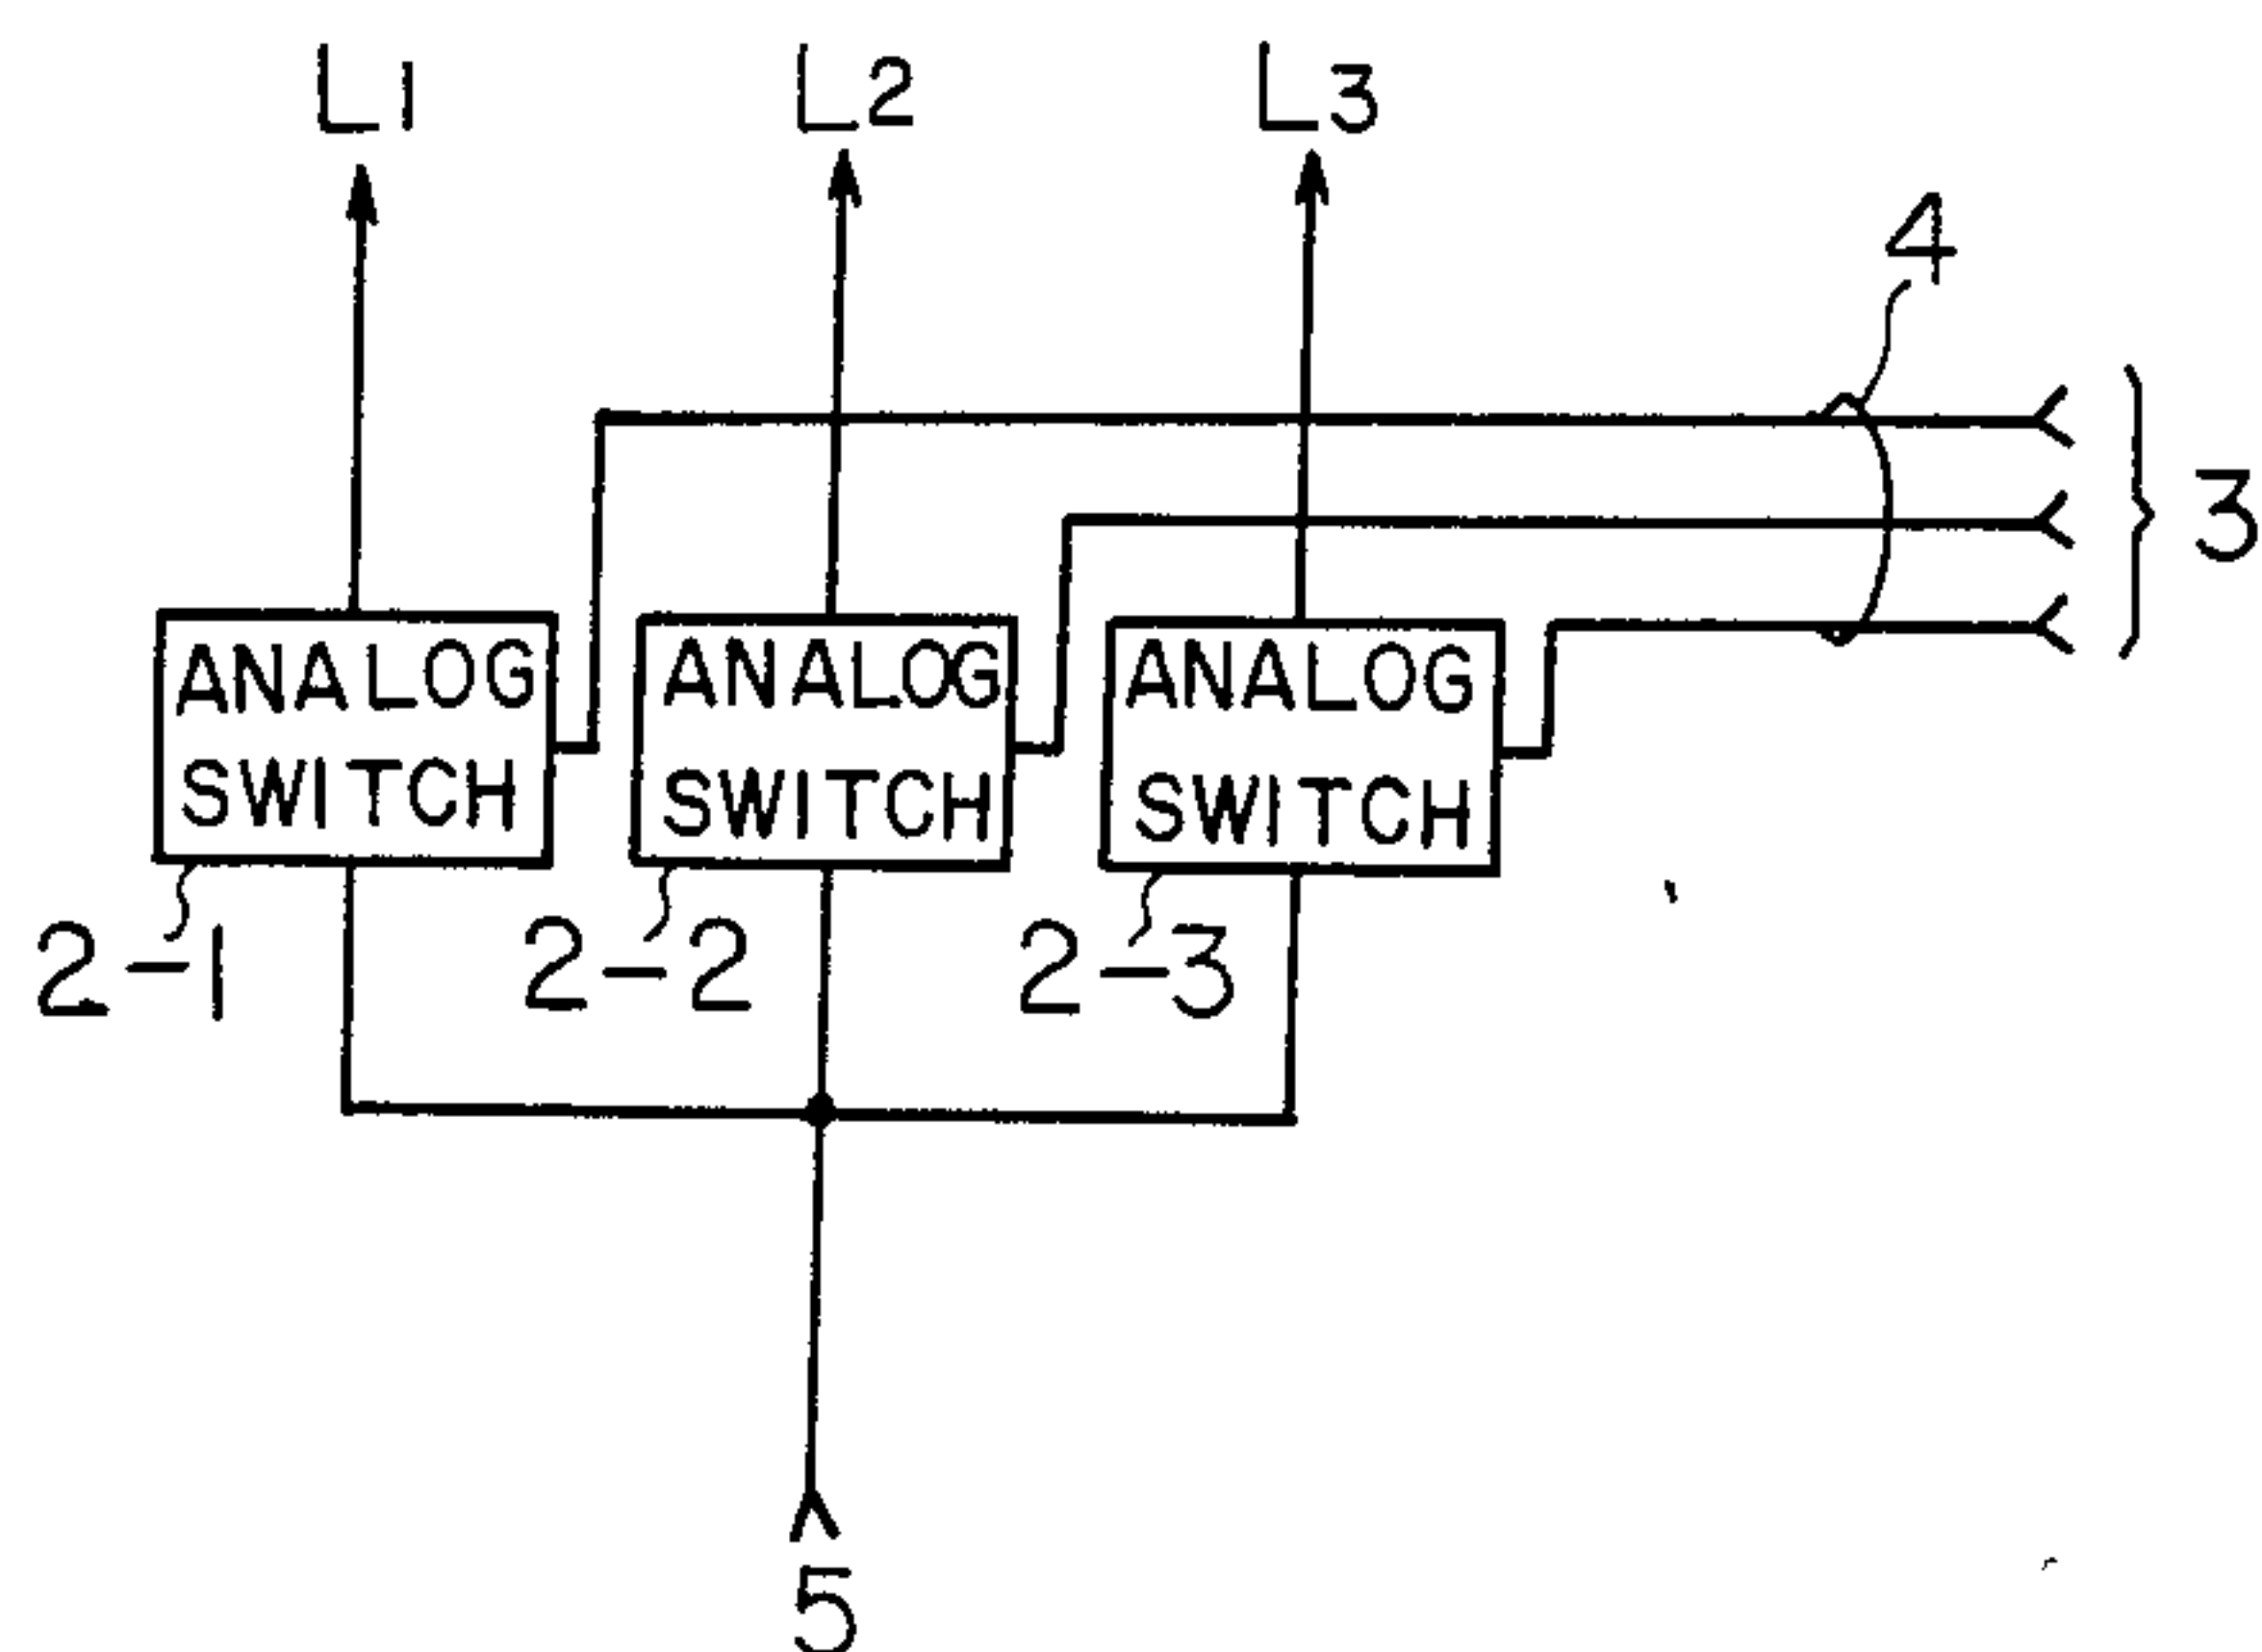 L1 L2 L3
4
3
ANALOG SWITCH
ANALOG SWITCH
ANALOG SWITCH
2-1 2-2 2-3
5